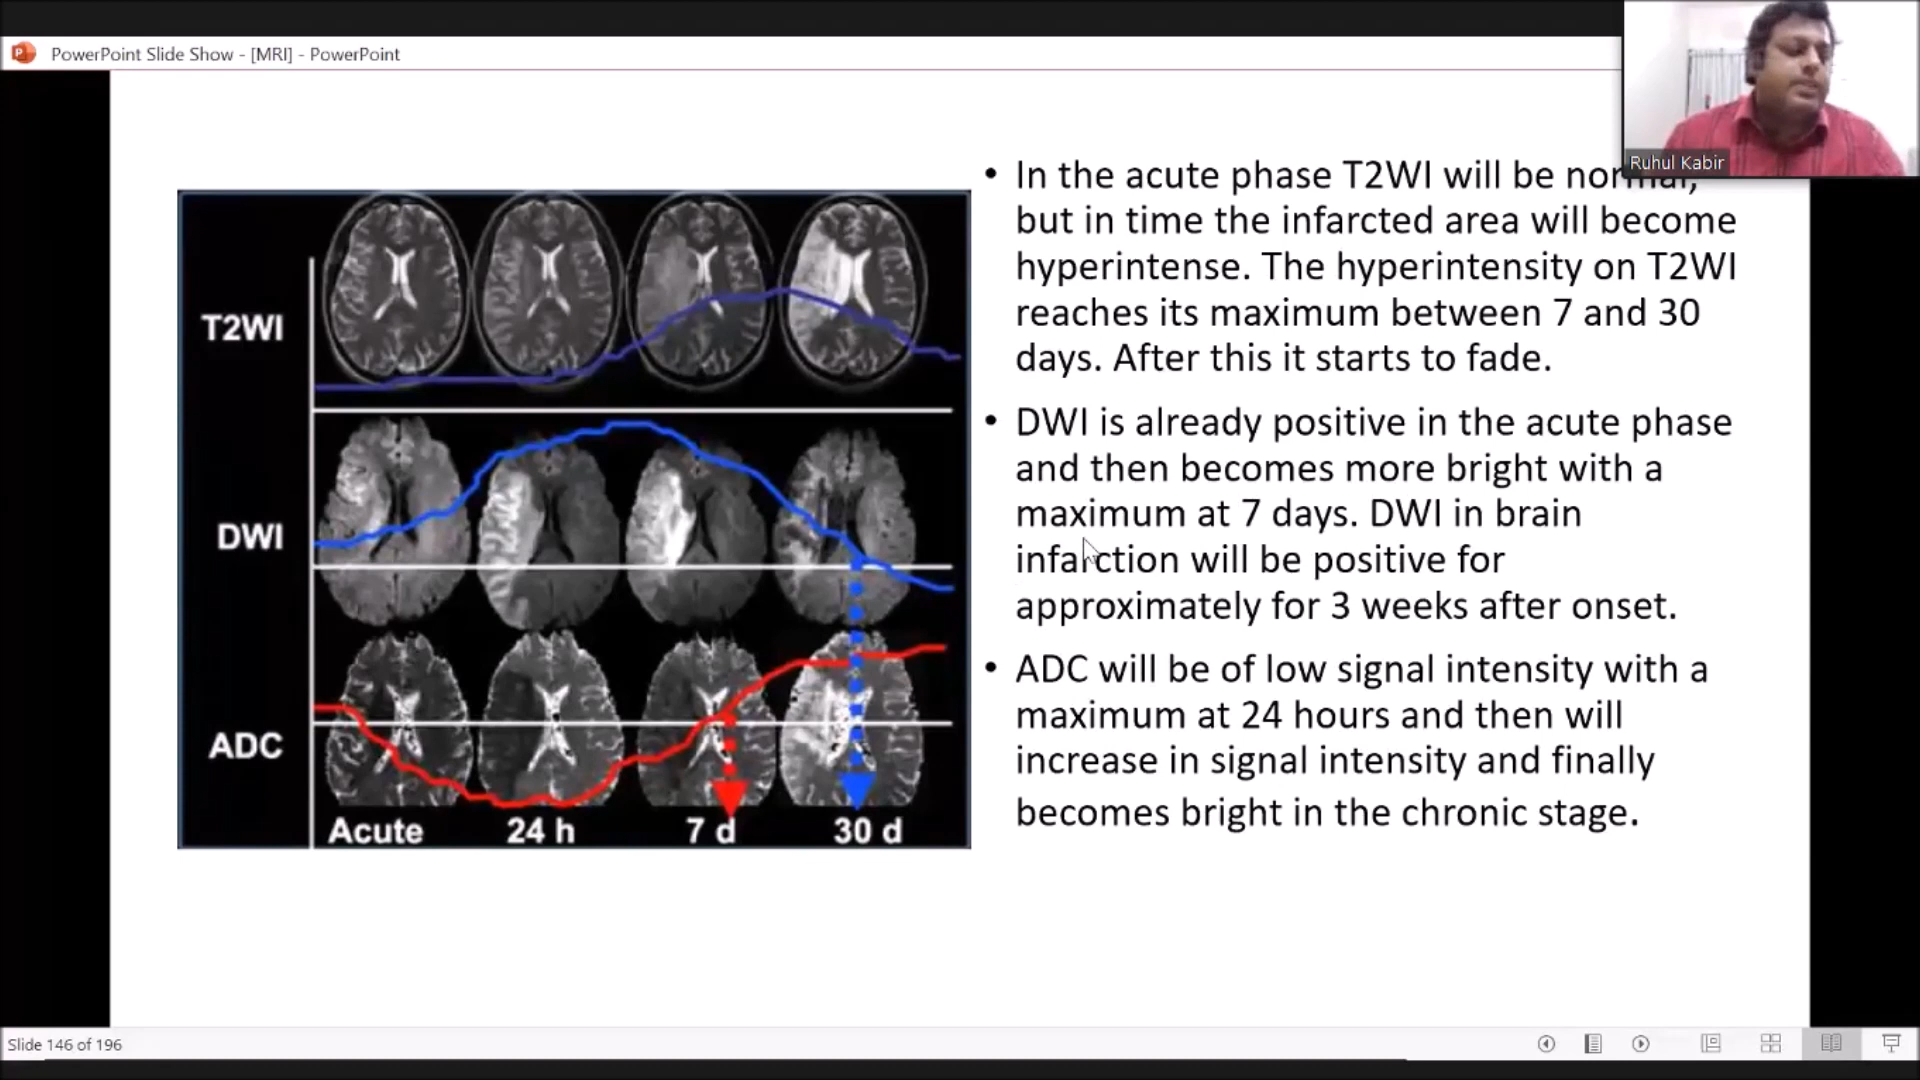 PowerPoint Slide Show - [MRI] - PowerPoint
Ruhul Kabir
• In the acute phase T2WI will be normal,
but in time the infarcted area will become
hyperintense. The hyperintensity on T2WI
reaches its maximum between 7 and 30
days. After this it starts to fade.
• DWI is already positive in the acute phase
and then becomes more bright with a
maximum at 7 days. DWI in brain
infarction will be positive for
approximately for 3 weeks after onset.
• ADC will be of low signal intensity with a
maximum at 24 hours and then will
increase in signal intensity and finally
becomes bright in the chronic stage.
T2WI
DWI
ADC
Acute 24 h 7 d 30 d
Slide 146 of 196